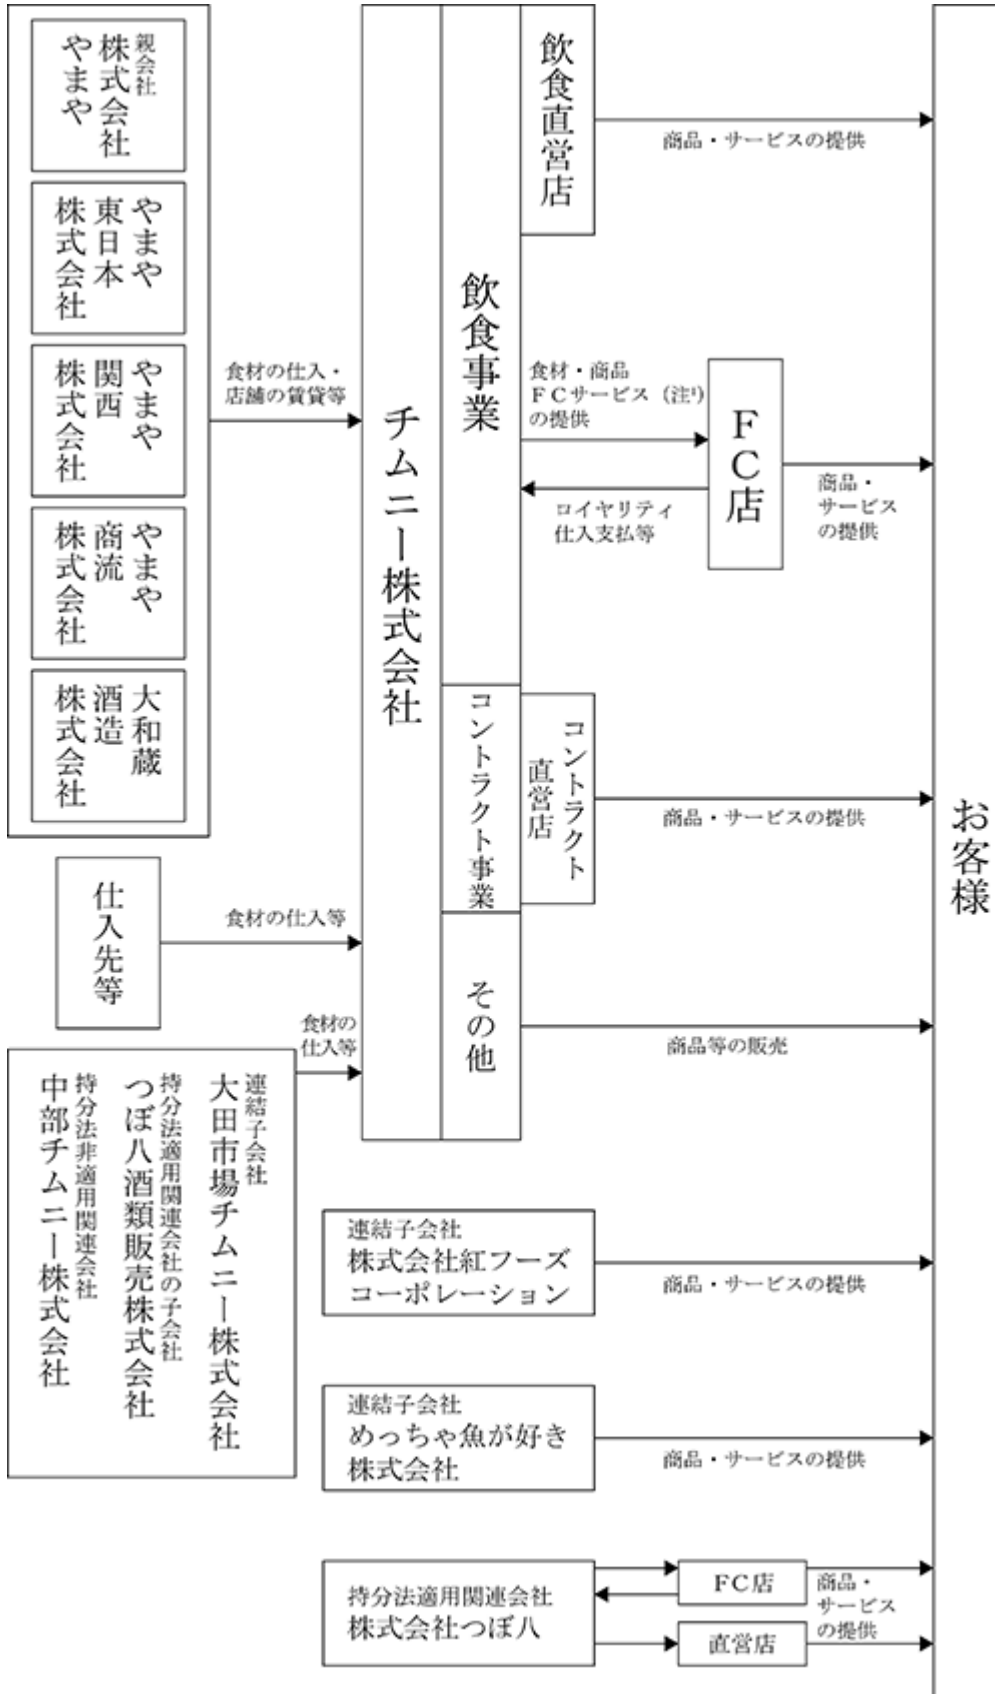 親会社
株式会社
やまや
やまや
東日本
株式会社
やまや
関西
株式会社
やまや
商流
株式会社
大和蔵
酒造
株式会社
仕入先等
連結子会社
大田市場チムニー株式会社
持分法適用関連会社の子会社
つぼ八酒類販売株式会社
持分法非適用関連会社
中部チムニー株式会社
食材の仕入・
店舗の賃貸等
食材の仕入等
食材の
仕入等
チムニー株式会社
飲食事業
コントラクト事業
その他
飲食直営店
商品・サービスの提供
食材・商品
FCサービス(注1)
の提供
ロイヤリティ
仕入支払等
FC店
商品・
サービス
の提供
コントラクト
直営店
商品・サービスの提供
商品等の販売
連結子会社
株式会社紅フーズ
コーポレーション
商品・サービスの提供
連結子会社
めっちゃ魚が好き
株式会社
商品・サービスの提供
持分法適用関連会社
株式会社つぼ八
FC店
直営店
商品・
サービス
の提供
お客様